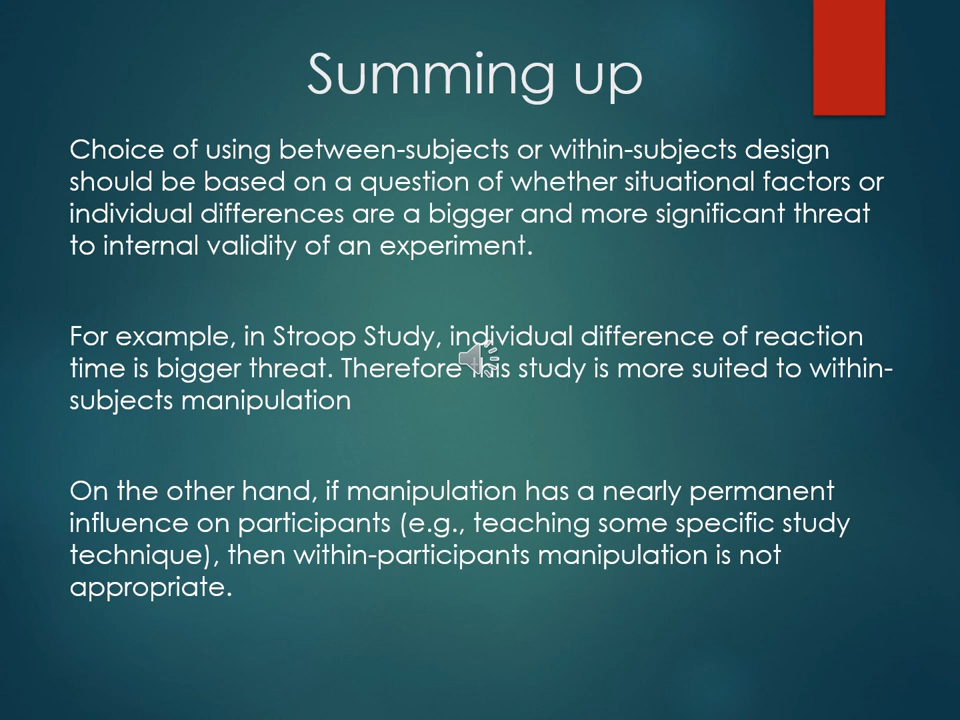 Summing up
Choice of using between-subjects or within-subjects design
should be based on a question of whether situational factors or
individual differences are a bigger and more significant threat
to internal validity of an experiment.
For example, in Stroop Study, individual difference of reaction
time is bigger threat. Therefore this study is more suited to within-
subjects manipulation
On the other hand, if manipulation has a nearly permanent
influence on participants (e.g., teaching some specific study
technique), then within-participants manipulation is not
appropriate.